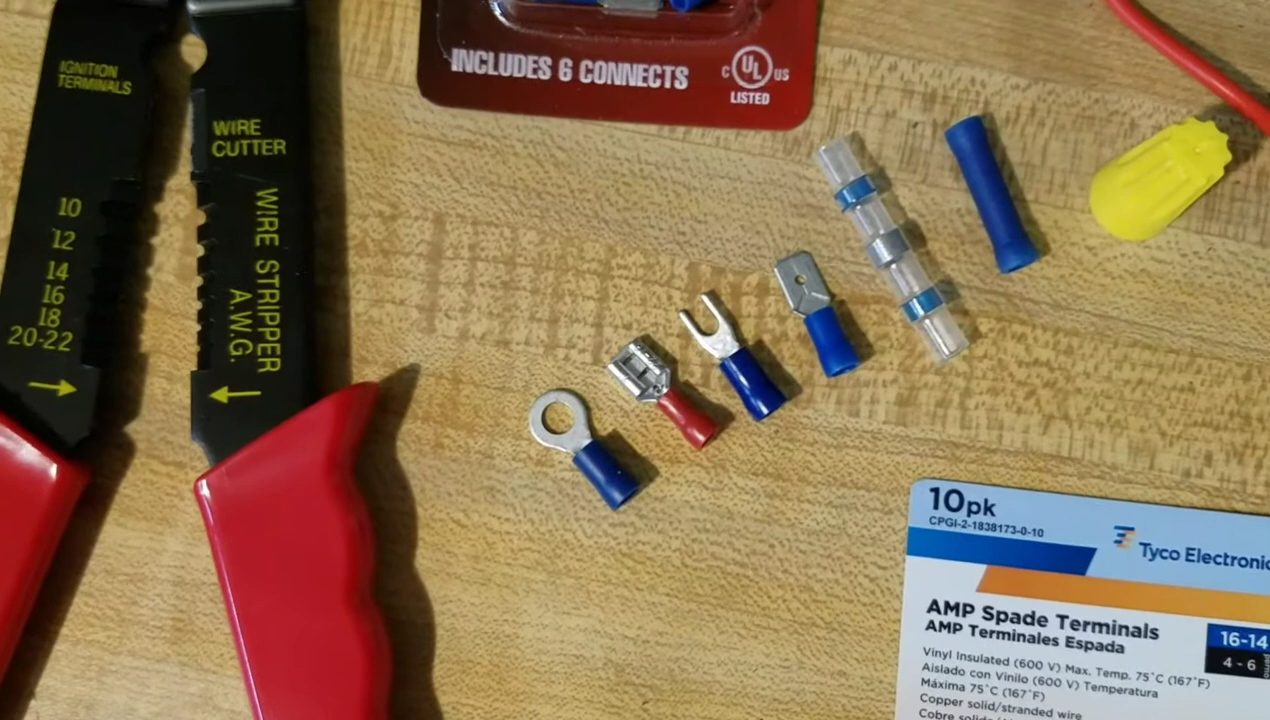 IGNITION
TERMINALS
10
12
14
16
18
20-22
WIRE
CUTTER
WIRE STRIPPER
A.W.G.
INCLUDES 6 CONNECTS
C UL US
LISTED
10pk
CPGI-2-1838173-0-10
Tyco Electronic
AMP Spade Terminals
AMP Terminales Espada
16-14
4 - 6
Vinyl Insulated (600 V) Max. Temp. 75˚C (167˚F)
Aislado con Vinilo (600 V) Temperatura
Máxima 75˚C (167˚F)
Copper solid/stranded wire
Cobre